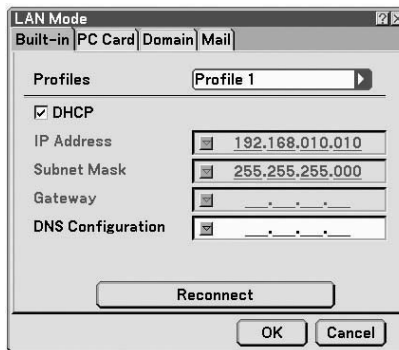 LAN Mode
Built-in PC Card Domain Mail
Profiles Profile 1
DHCP
IP Address 192.168.010.010
Subnet Mask 255.255.255.000
Gateway
DNS Configuration
Reconnect
OK Cancel